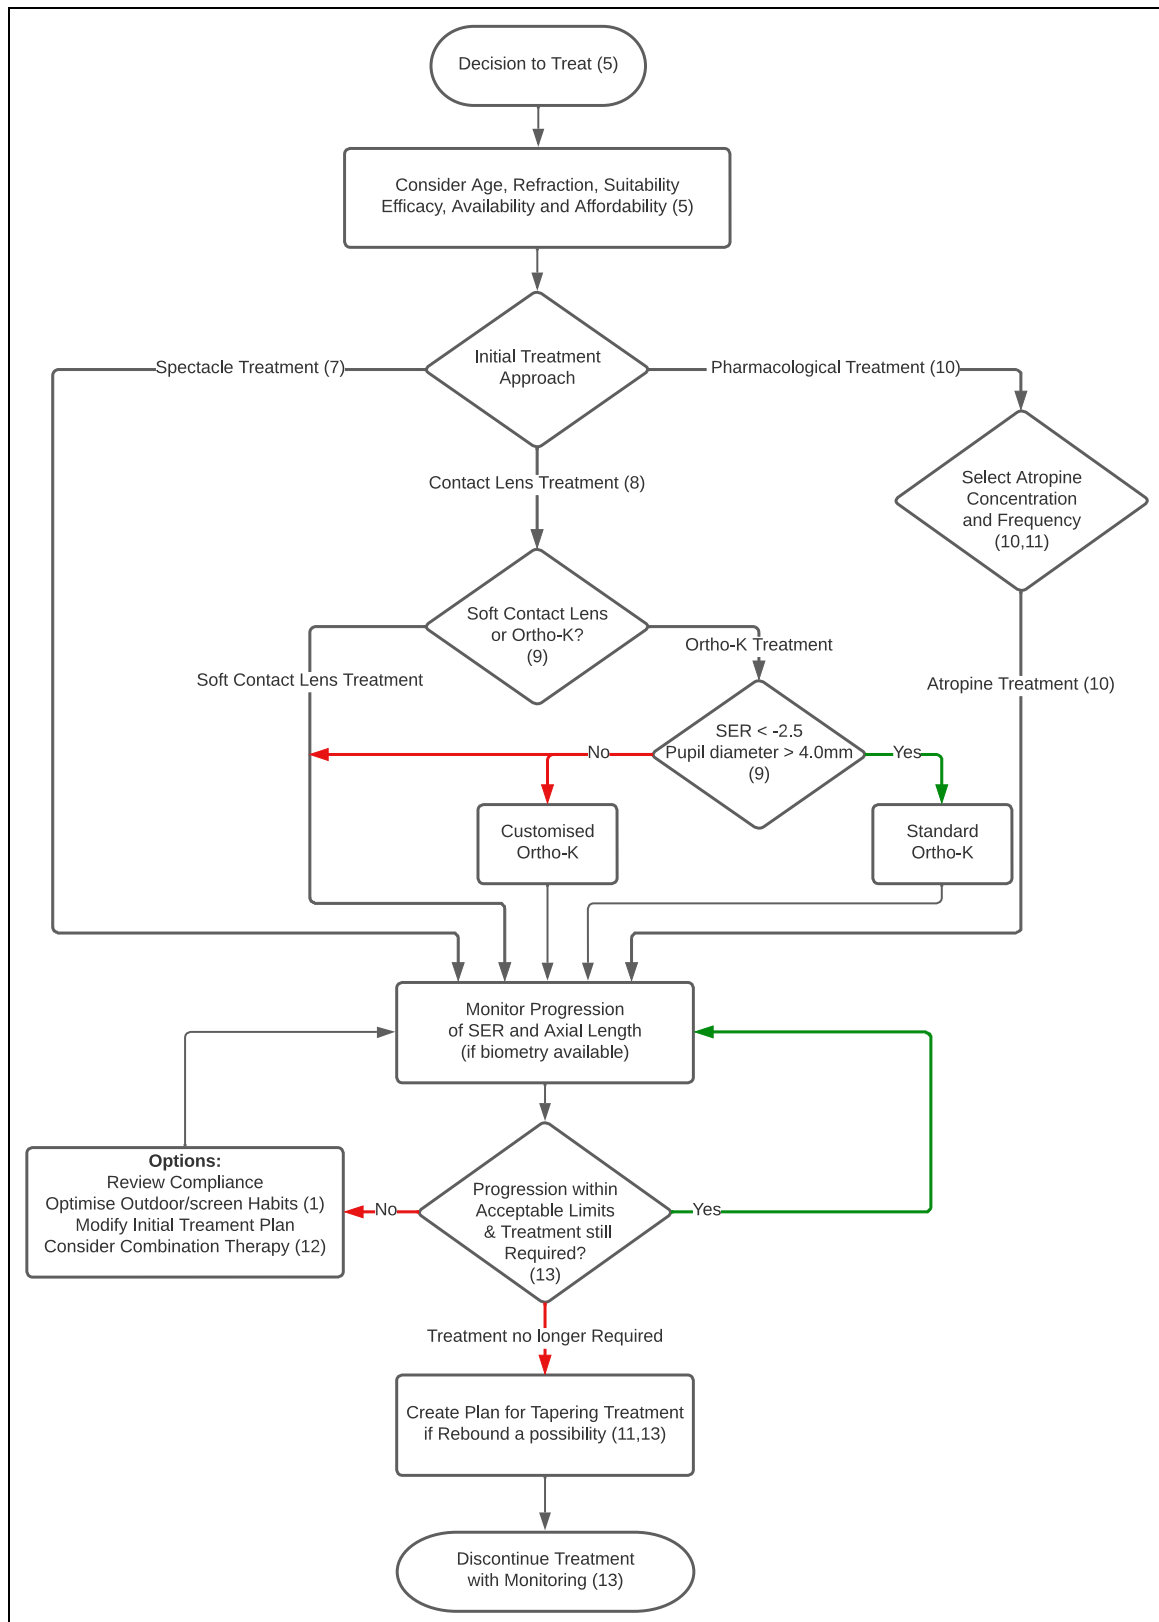 Decision to Treat (5)
Consider Age, Refraction, Suitability
Efficacy, Availability and Affordability (5)
Initial Treatment
Approach
Spectacle Treatment (7)
Pharmacological Treatment (10)
Contact Lens Treatment (8)
Select Atropine
Concentration
and Frequency
(10,11)
Soft Contact Lens
or Ortho-K?
(9)
Ortho-K Treatment
Soft Contact Lens Treatment
Atropine Treatment (10)
SER < -2.5
Pupil diameter > 4.0mm
(9)
No
Yes
Customised
Ortho-K
Standard
Ortho-K
Monitor Progression
of SER and Axial Length
(if biometry available)
Options:
Review Compliance
Optimise Outdoor/screen Habits (1)
Modify Initial Treament Plan
Consider Combination Therapy (12)
No
Progression within
Acceptable Limits
& Treatment still
Required?
(13)
Yes
Treatment no longer Required
Create Plan for Tapering Treatment
if Rebound a possibility (11,13)
Discontinue Treatment
with Monitoring (13)